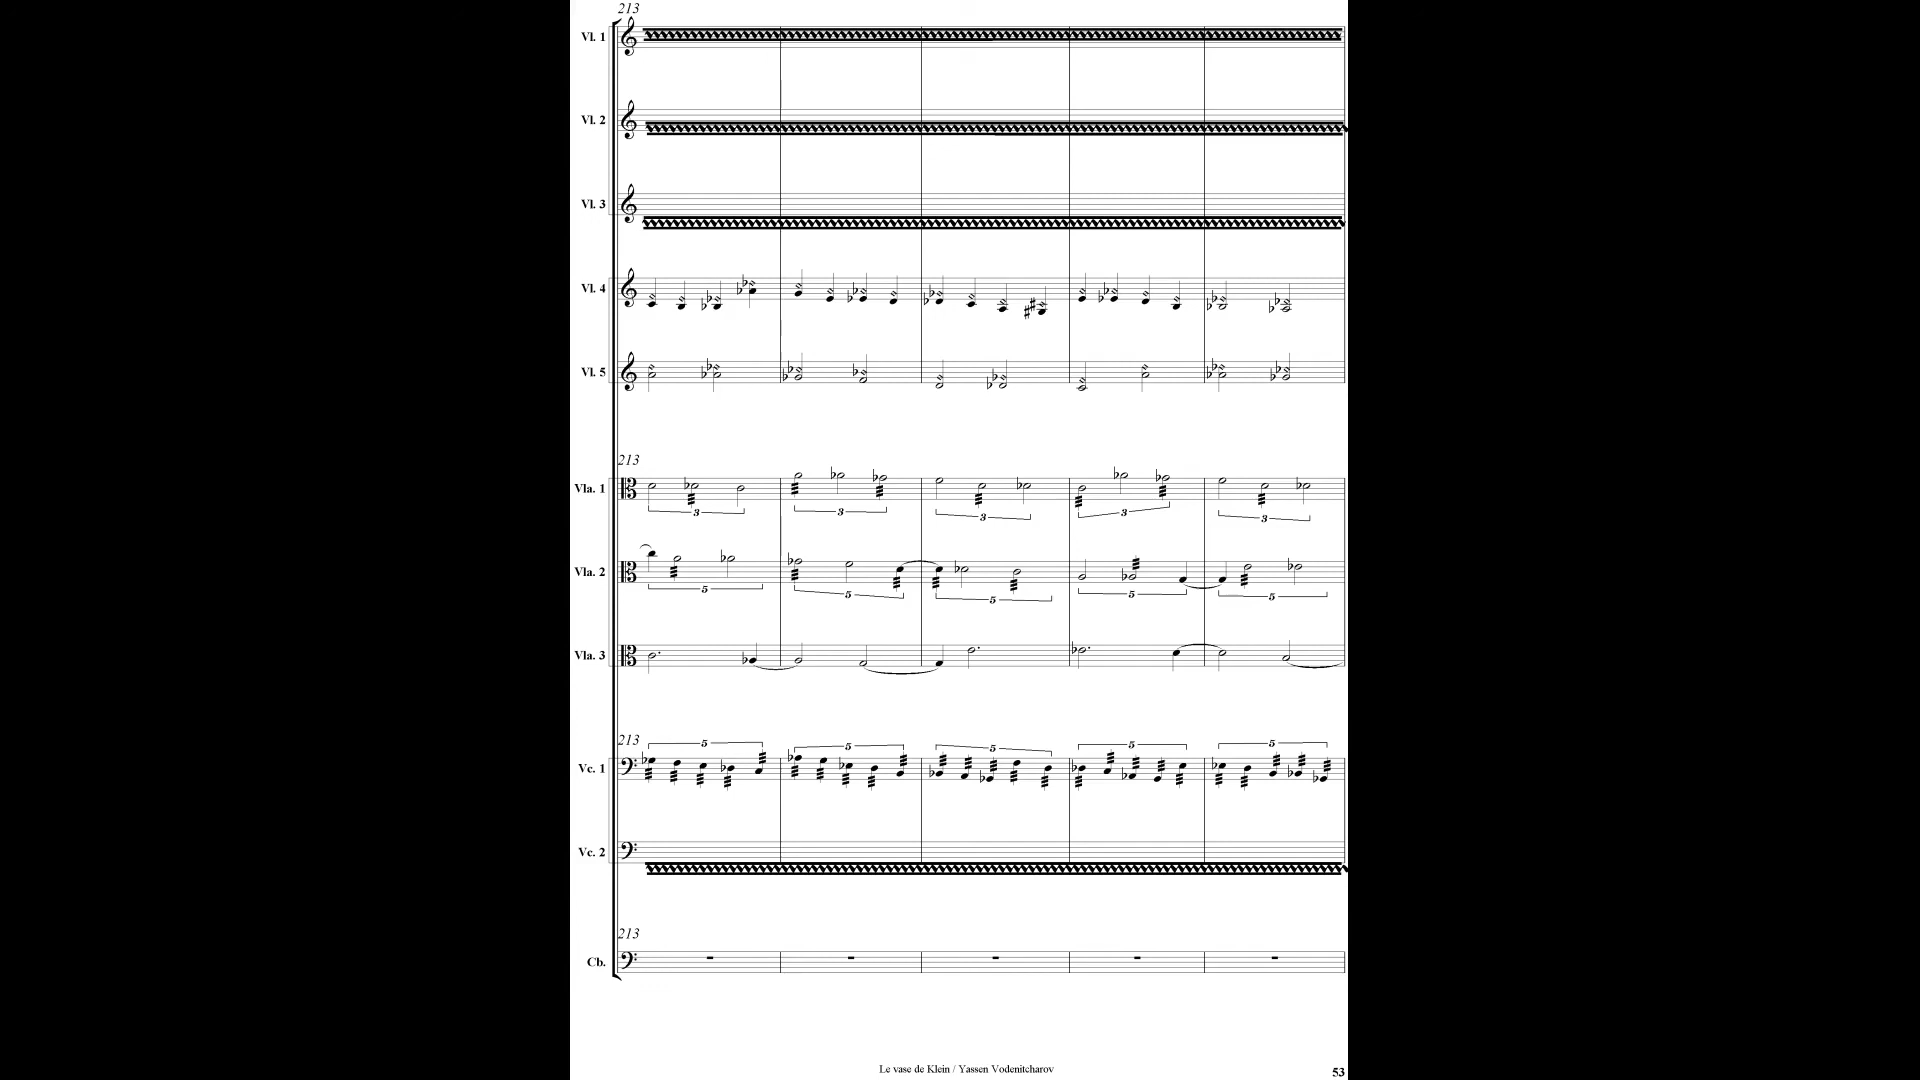 213
Vl. 1
Vl. 2
Vl. 3
Vl. 4
Vl. 5
213
Vla. 1
3 3 3 3 3
Vla. 2
5 5 5 5 5
Vla. 3
213
5 5 5 5 5
Vc. 1
Vc. 2
213
Cb.
Le vase de Klein / Yassen Vodenitcharov
53